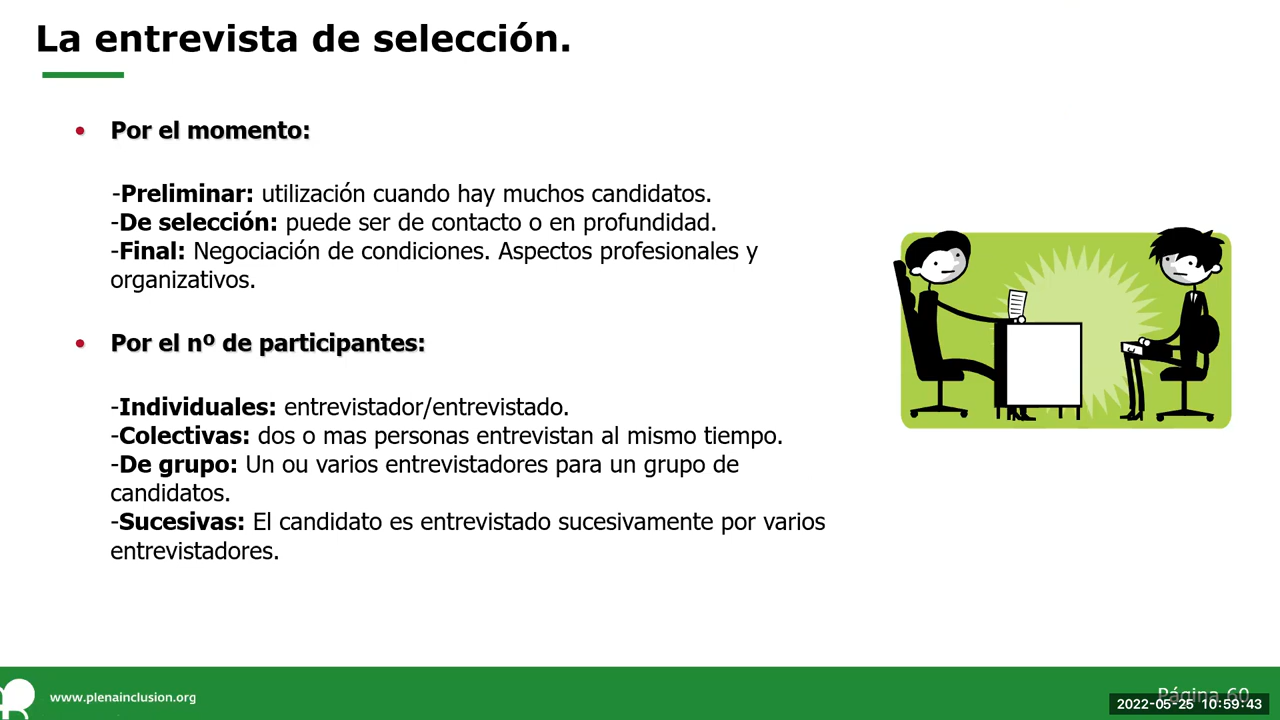 La entrevista de selección.
• Por el momento:
-Preliminar: utilización cuando hay muchos candidatos.
-De selección: puede ser de contacto o en profundidad.
-Final: Negociación de condiciones. Aspectos profesionales y
organizativos.
• Por el nº de participantes:
-Individuales: entrevistador/entrevistado.
-Colectivas: dos o mas personas entrevistan al mismo tiempo.
-De grupo: Un ou varios entrevistadores para un grupo de
candidatos.
-Sucesivas: El candidato es entrevistado sucesivamente por varios
entrevistadores.
www.plenainclusion.org
Página 60
2022-05-25 10:59:43